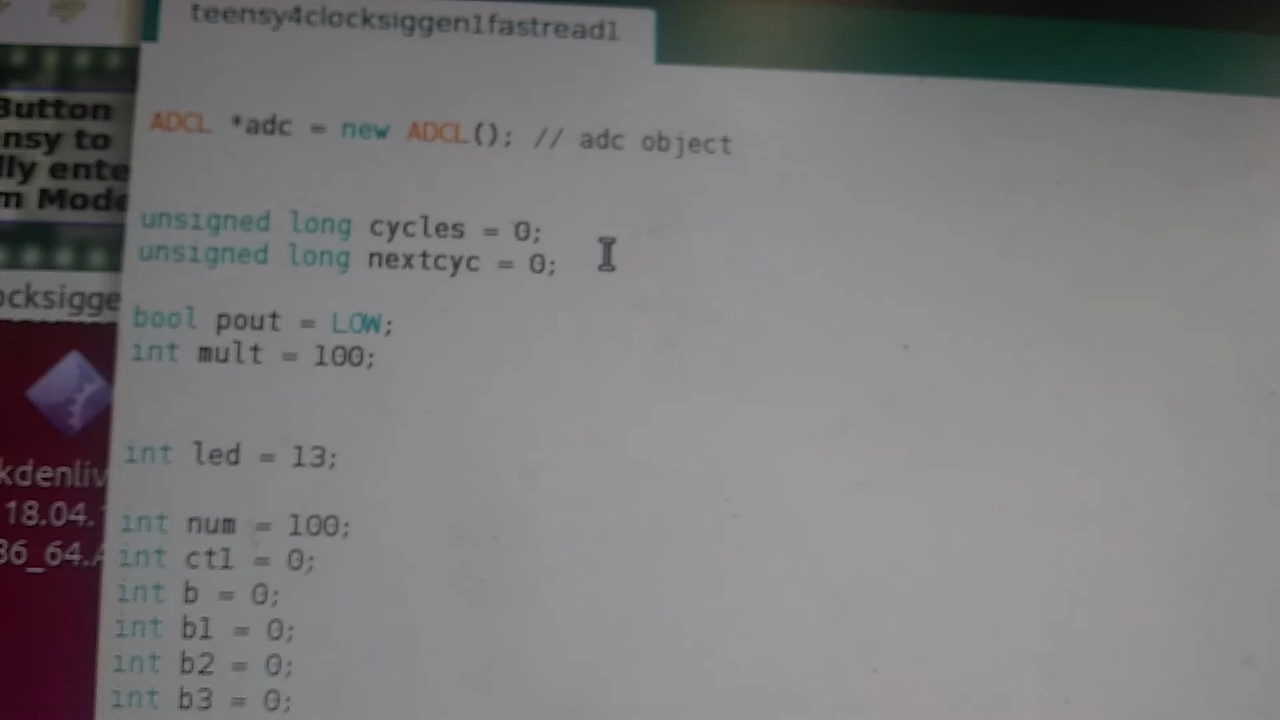 teensy4clocksiggen1fastread1
Button
nsy to
lly ente
m Mode
ADCL *adc = new ADCL(); // adc object
unsigned long cycles = 0;
unsigned long nextcyc = 0;
ocksigge
bool pout = LOW;
int mult = 100;
int led = 13;
kdenliv
18.04.
86_64.A
int num = 100;
int ct1 = 0;
int b = 0;
int b1 = 0;
int b2 = 0;
int b3 = 0;